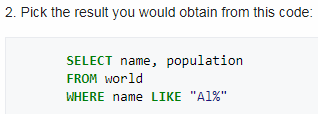 2. Pick the result you would obtain from this code:
SELECT name, population
FROM world
WHERE name LIKE "Al%"